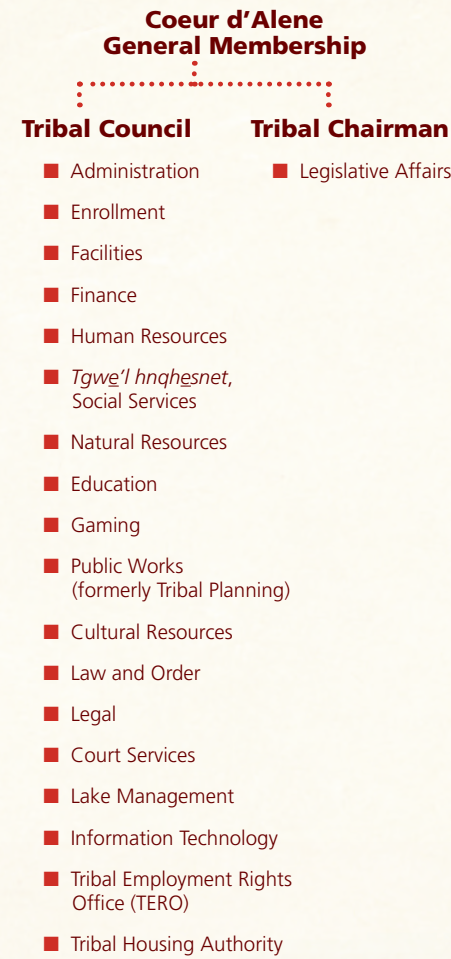 Coeur d’Alene
General Membership
Tribal Council
■ Administration
■ Enrollment
■ Facilities
■ Finance
■ Human Resources
■ Tgwe̲’l hnqhe̲snet,
Social Services
■ Natural Resources
■ Education
■ Gaming
■ Public Works
(formerly Tribal Planning)
■ Cultural Resources
■ Law and Order
■ Legal
■ Court Services
■ Lake Management
■ Information Technology
■ Tribal Employment Rights
Office (TERO)
■ Tribal Housing Authority
Tribal Chairman
■ Legislative Affairs